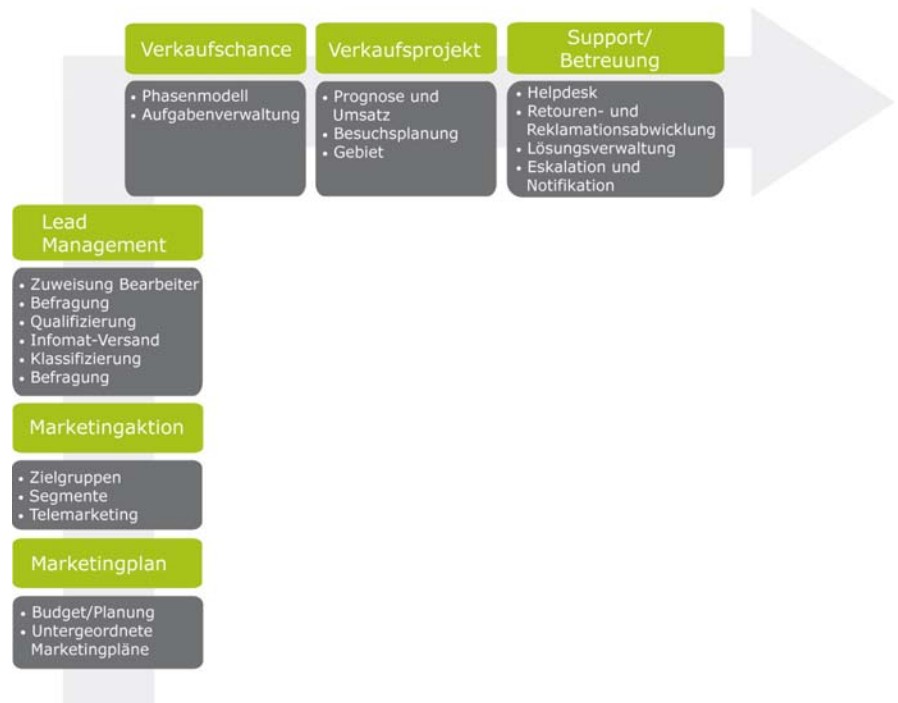 Verkaufschance
• Phasenmodell
• Aufgabenverwaltung
Verkaufsprojekt
• Prognose und
Umsatz
• Besuchsplanung
• Gebiet
Support/
Betreuung
• Helpdesk
• Retouren- und
Reklamationsabwicklung
• Lösungsverwaltung
• Eskalation und
Notifikation
Lead
Management
• Zuweisung Bearbeiter
• Befragung
• Qualifizierung
• Infomat-Versand
• Klassifizierung
• Befragung
Marketingaktion
• Zielgruppen
• Segmente
• Telemarketing
Marketingplan
• Budget/Planung
• Untergeordnete
Marketingpläne